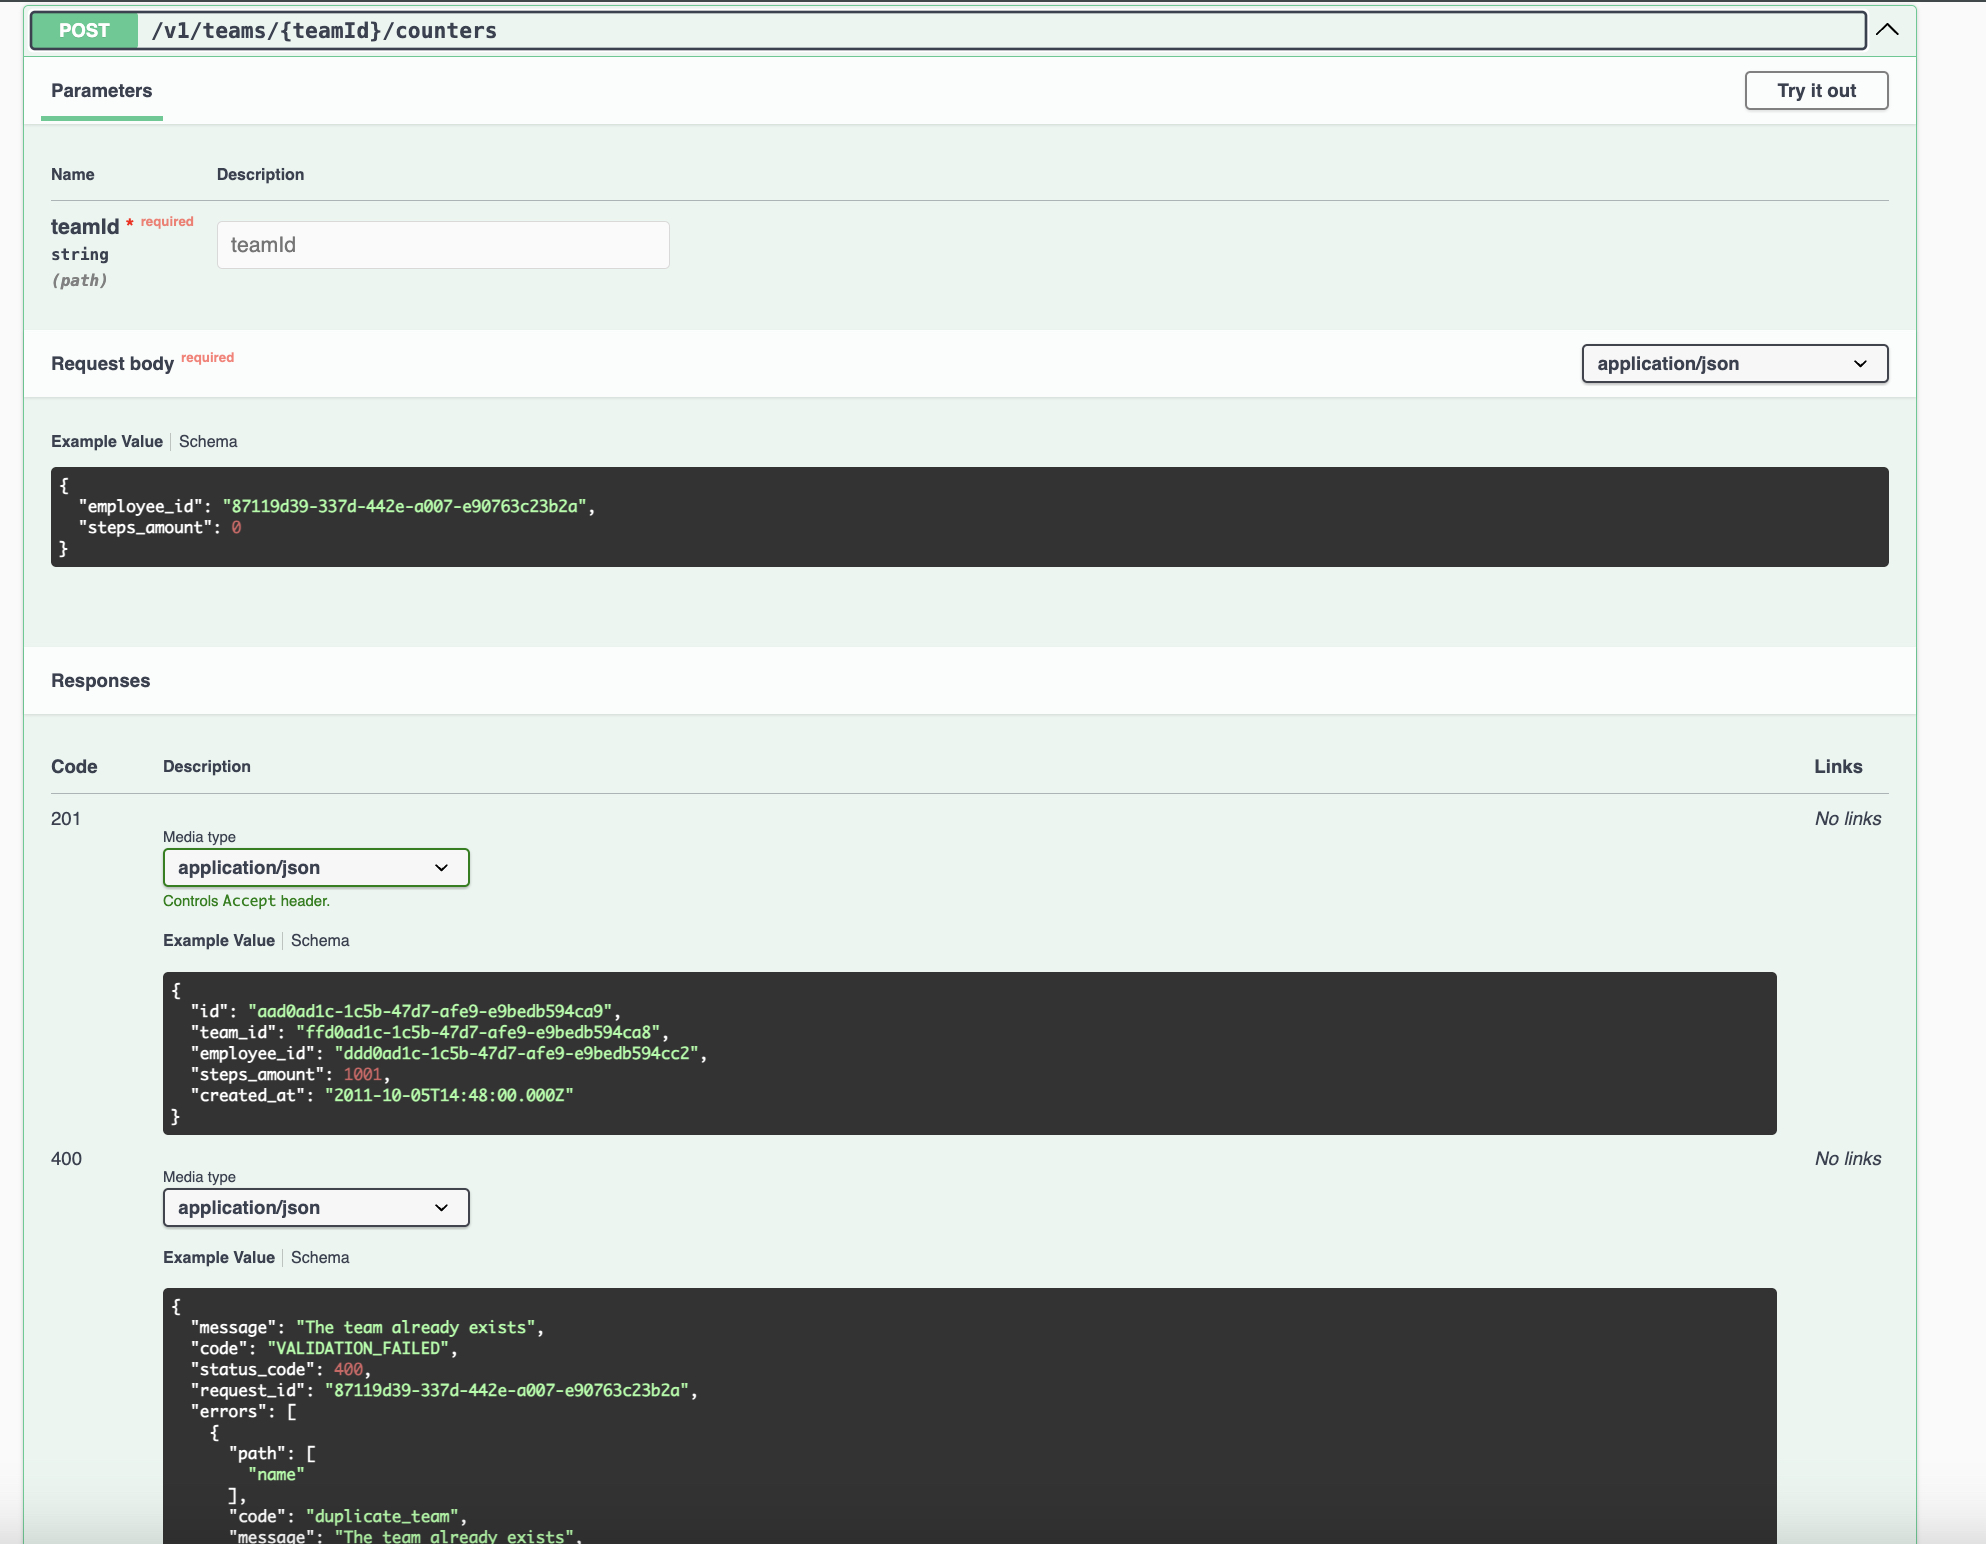 POST /v1/teams/{teamId}/counters
Parameters
Try it out
Name Description
teamId * required
string
(path)
teamId
Request body required
application/json
Example Value Schema
{
  "employee_id": "87119d39-337d-442e-a007-e90763c23b2a",
  "steps_amount": 0
}
Responses
Code Description Links
201
No links
Media type
application/json
Controls Accept header.
Example Value Schema
{
  "id": "aad0ad1c-1c5b-47d7-afe9-e9bedb594ca9",
  "team_id": "ffd0ad1c-1c5b-47d7-afe9-e9bedb594ca8",
  "employee_id": "ddd0ad1c-1c5b-47d7-afe9-e9bedb594cc2",
  "steps_amount": 1001,
  "created_at": "2011-10-05T14:48:00.000Z"
}
400
No links
Media type
application/json
Example Value Schema
{
  "message": "The team already exists",
  "code": "VALIDATION_FAILED",
  "status_code": 400,
  "request_id": "87119d39-337d-442e-a007-e90763c23b2a",
  "errors": [
    {
      "path": [
        "name"
      ],
      "code": "duplicate_team",
      "message": "The team already exists",